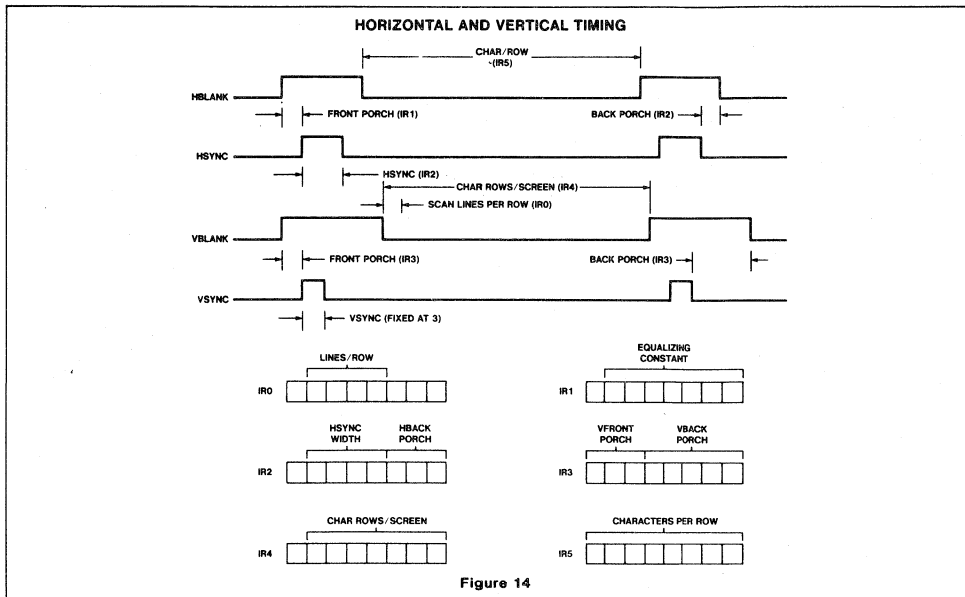 HORIZONTAL AND VERTICAL TIMING
CHAR/ROW
(IR5)
HBLANK
FRONT PORCH (IR1)
BACK PORCH (IR2)
HSYNC
HSYNC (IR2)
CHAR ROWS/SCREEN (IR4)
SCAN LINES PER ROW (IR0)
VBLANK
FRONT PORCH (IR3)
BACK PORCH (IR3)
VSYNC
VSYNC (FIXED AT 3)
LINES/ROW
IR0
EQUALIZING
CONSTANT
IR1
HSYNC
WIDTH
HBACK
PORCH
IR2
VFRONT
PORCH
VBACK
PORCH
IR3
CHAR ROWS/SCREEN
IR4
CHARACTERS PER ROW
IR5
Figure 14